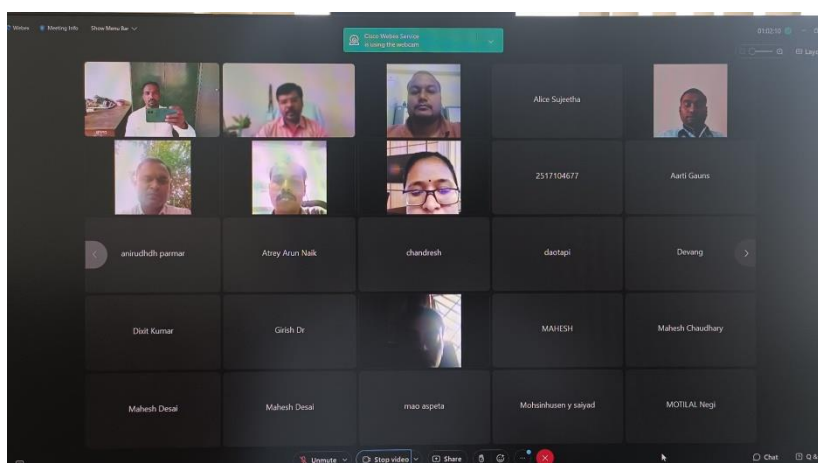 Webex Meeting Info Show Menu Bar
Cisco Webex Service
is using the webcam
01:02:10
Alice Sujeetha
2517104677
Aarti Gauns
anirudhdh parmar
Atrey Arun Naik
chandresh
daotapi
Devang
Dixit Kumar
Girish Dr
MAHESH
Mahesh Chaudhary
Mahesh Desai
Mahesh Desai
mao aspeta
Mohsinhusen y saiyad
MOTILAL Negi
Unmute
Stop video
Share
Chat